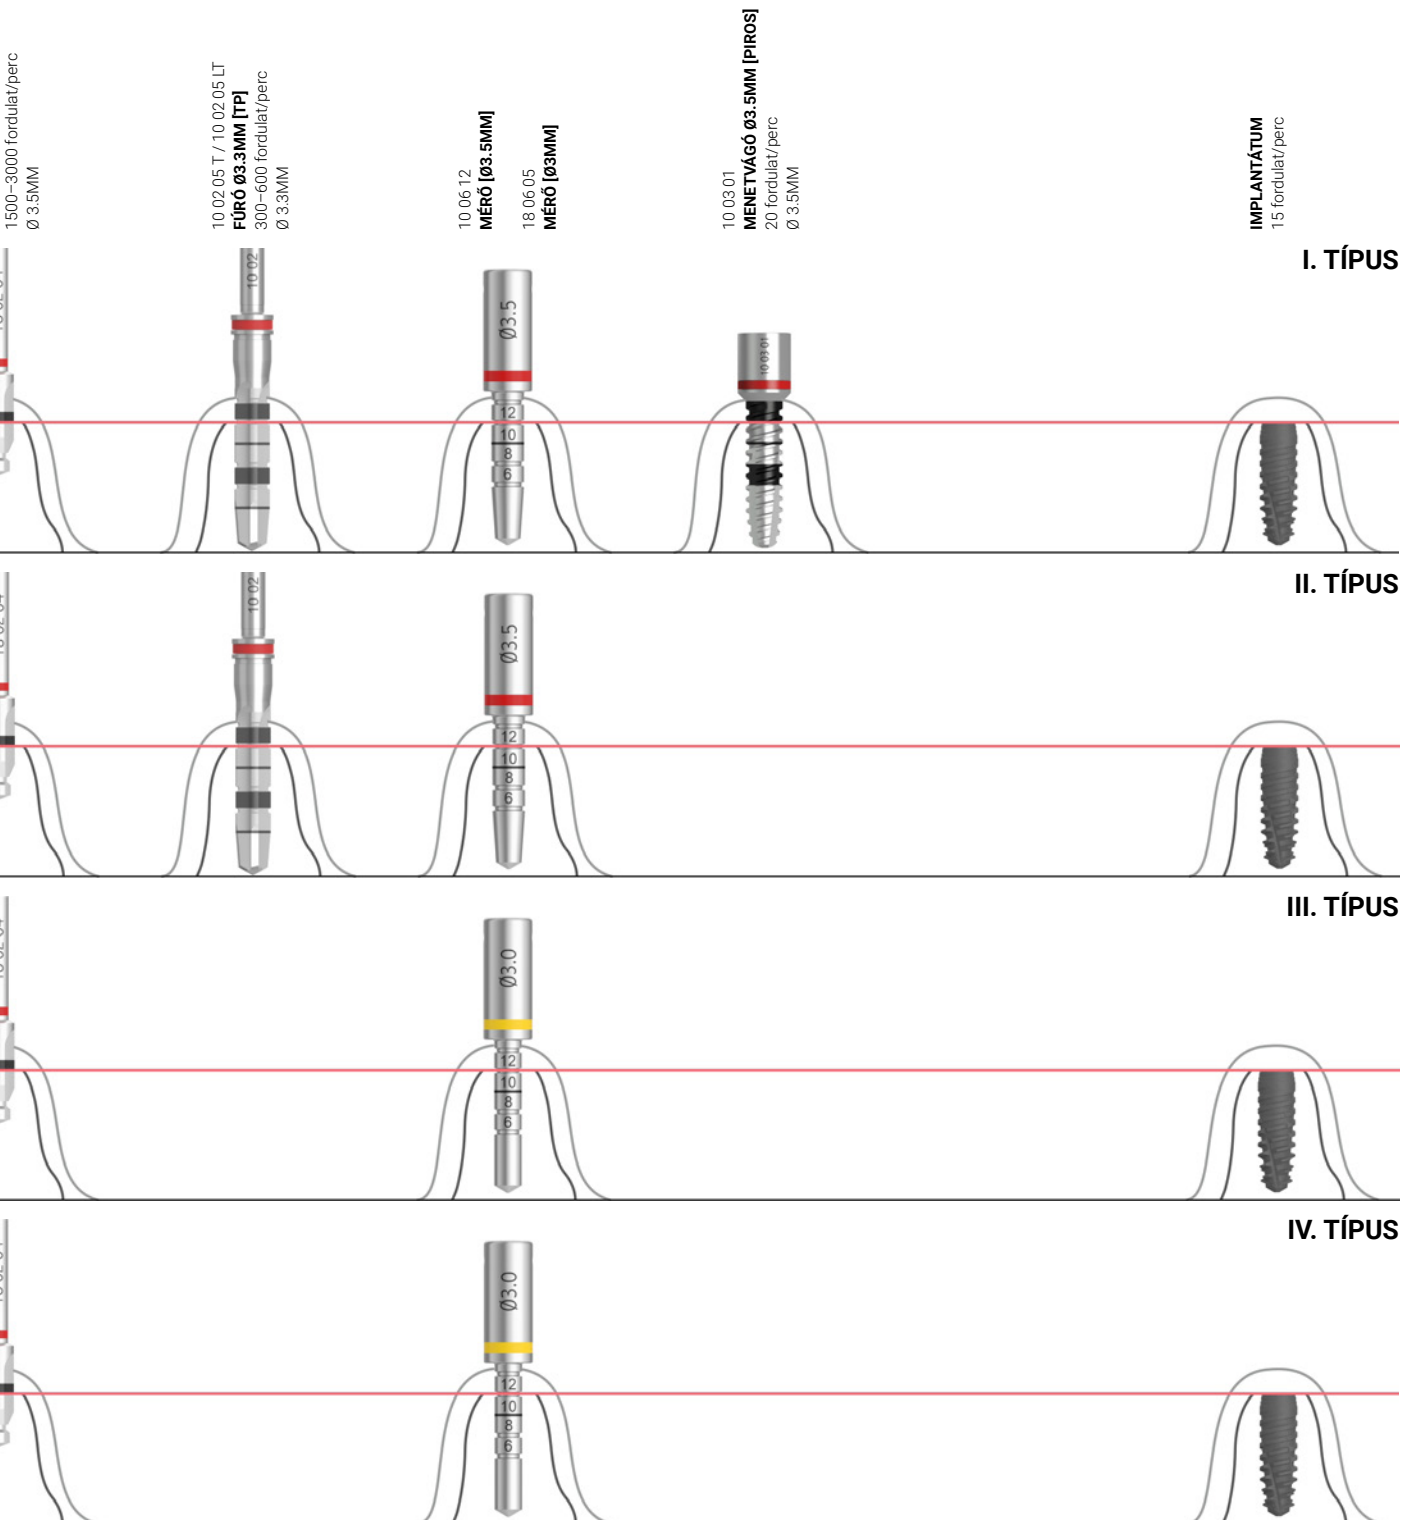 1500–3000 fordulat/perc
Ø 3.5MM
10 02 05 T / 10 02 05 LT
FÚRÓ Ø3.3MM [TP]
300–600 fordulat/perc
Ø 3.3MM
10 06 12
MÉRŐ [Ø3.5MM]
18 06 05
MÉRŐ [Ø3MM]
10 03 01
MENETVÁGÓ Ø3.5MM [PIROS]
20 fordulat/perc
Ø 3.5MM
IMPLANTÁTUM
15 fordulat/perc
I. TÍPUS
10 02
Ø3.5
12
10
8
6
10 03 01
II. TÍPUS
10 02
Ø3.5
12
10
8
6
III. TÍPUS
Ø3.0
12
10
8
6
IV. TÍPUS
Ø3.0
12
10
8
6